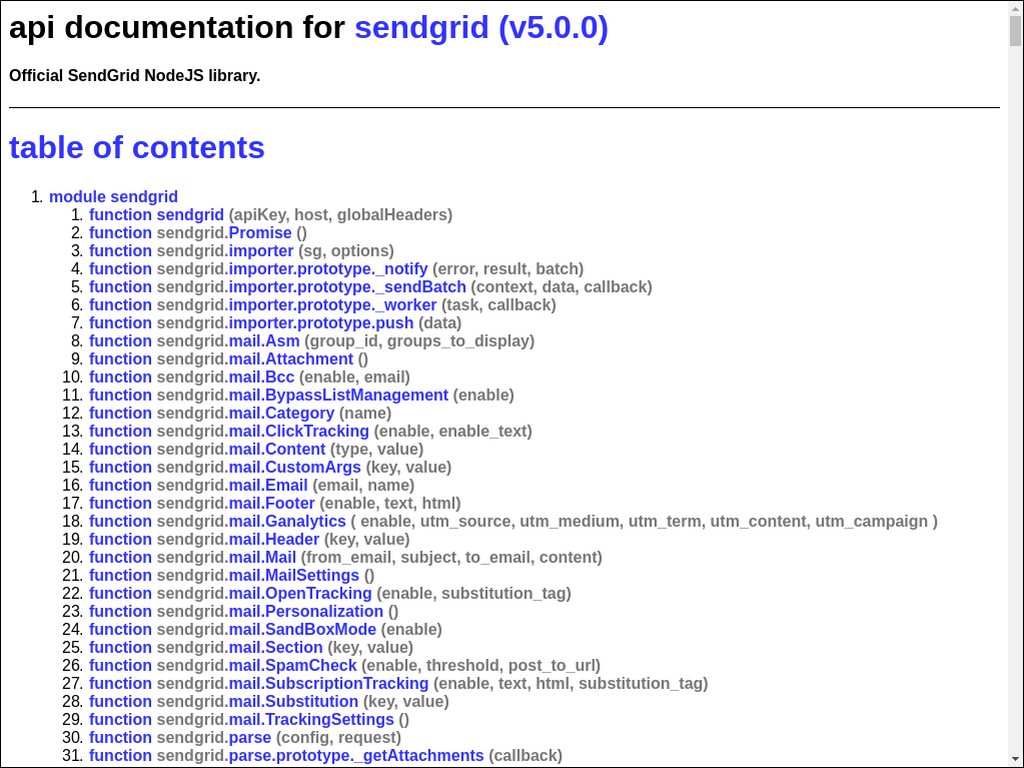 api documentation for sendgrid (v5.0.0)
Official SendGrid NodeJS library.
table of contents
1. module sendgrid
1. function sendgrid (apiKey, host, globalHeaders)
2. function sendgrid.Promise ()
3. function sendgrid.importer (sg, options)
4. function sendgrid.importer.prototype._notify (error, result, batch)
5. function sendgrid.importer.prototype._sendBatch (context, data, callback)
6. function sendgrid.importer.prototype._worker (task, callback)
7. function sendgrid.importer.prototype.push (data)
8. function sendgrid.mail.Asm (group_id, groups_to_display)
9. function sendgrid.mail.Attachment ()
10. function sendgrid.mail.Bcc (enable, email)
11. function sendgrid.mail.BypassListManagement (enable)
12. function sendgrid.mail.Category (name)
13. function sendgrid.mail.ClickTracking (enable, enable_text)
14. function sendgrid.mail.Content (type, value)
15. function sendgrid.mail.CustomArgs (key, value)
16. function sendgrid.mail.Email (email, name)
17. function sendgrid.mail.Footer (enable, text, html)
18. function sendgrid.mail.Ganalytics ( enable, utm_source, utm_medium, utm_term, utm_content, utm_campaign )
19. function sendgrid.mail.Header (key, value)
20. function sendgrid.mail.Mail (from_email, subject, to_email, content)
21. function sendgrid.mail.MailSettings ()
22. function sendgrid.mail.OpenTracking (enable, substitution_tag)
23. function sendgrid.mail.Personalization ()
24. function sendgrid.mail.SandBoxMode (enable)
25. function sendgrid.mail.Section (key, value)
26. function sendgrid.mail.SpamCheck (enable, threshold, post_to_url)
27. function sendgrid.mail.SubscriptionTracking (enable, text, html, substitution_tag)
28. function sendgrid.mail.Substitution (key, value)
29. function sendgrid.mail.TrackingSettings ()
30. function sendgrid.parse (config, request)
31. function sendgrid.parse.prototype._getAttachments (callback)